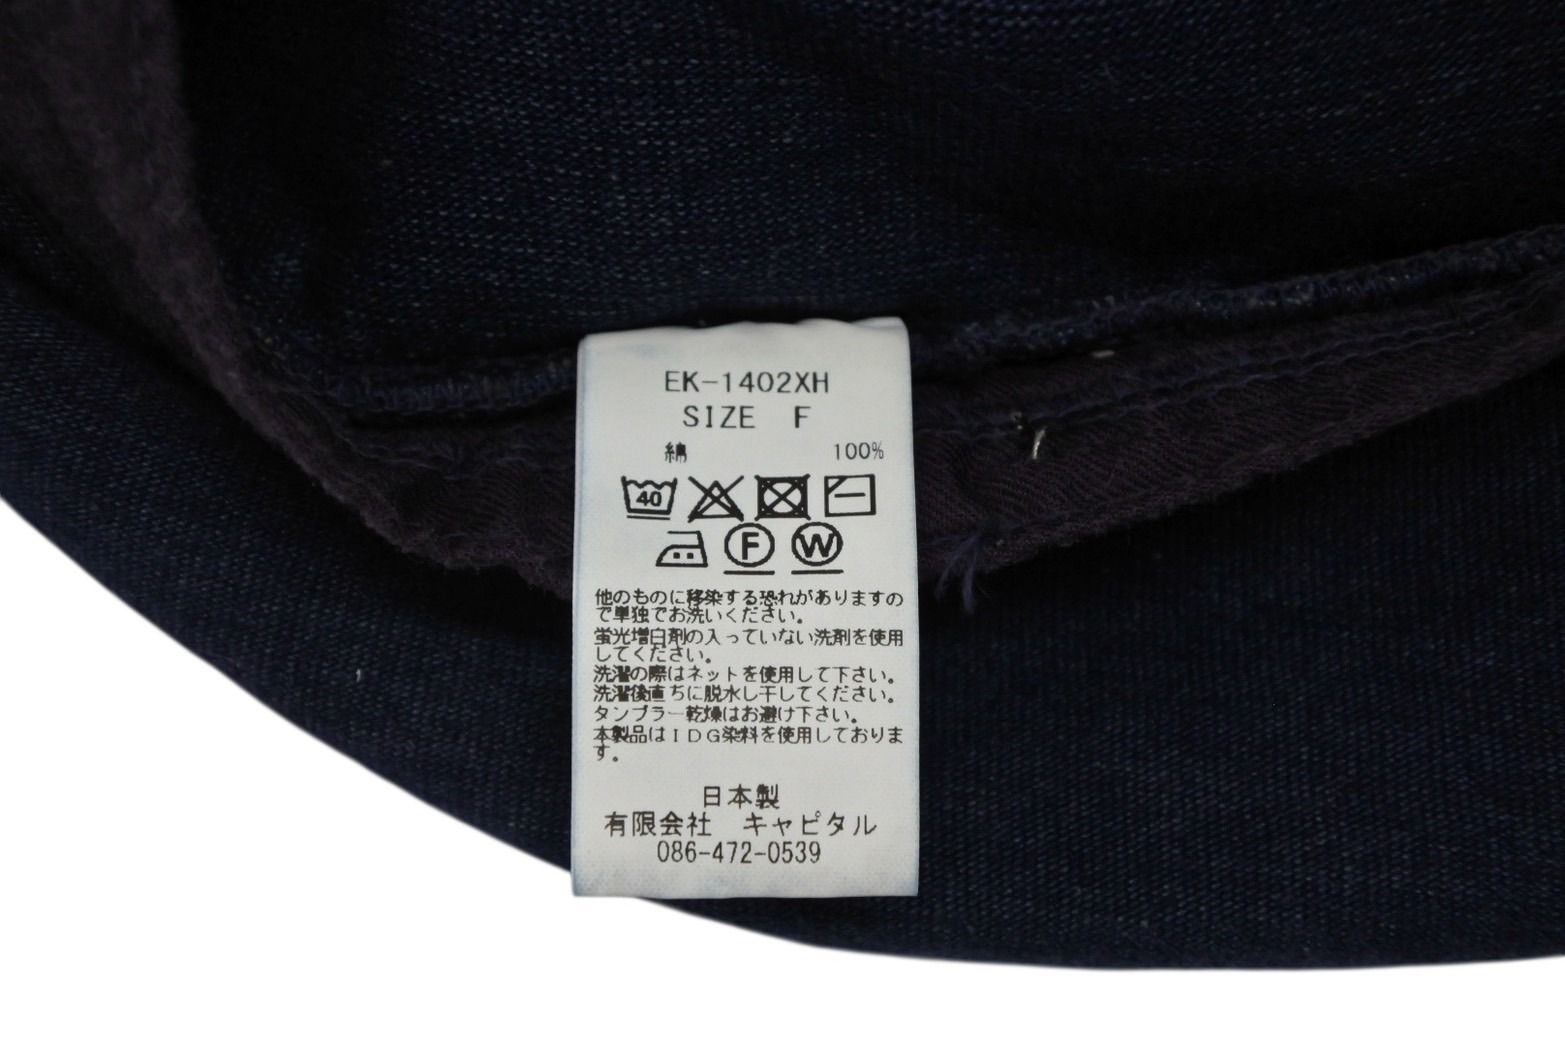 EK-1402XH
SIZE F
綿 100%
40
F W
他のものに移染する恐れがありますの
で単独でお洗いください。
蛍光増白剤の入っていない洗剤を使用
してください。
洗濯の際はネットを使用して下さい。
洗濯後直ちに脱水し干してください。
タンブラー乾燥はお避け下さい。
本製品はIDG染料を使用しておりま
す。
日本製
有限会社 キャピタル
086-472-0539